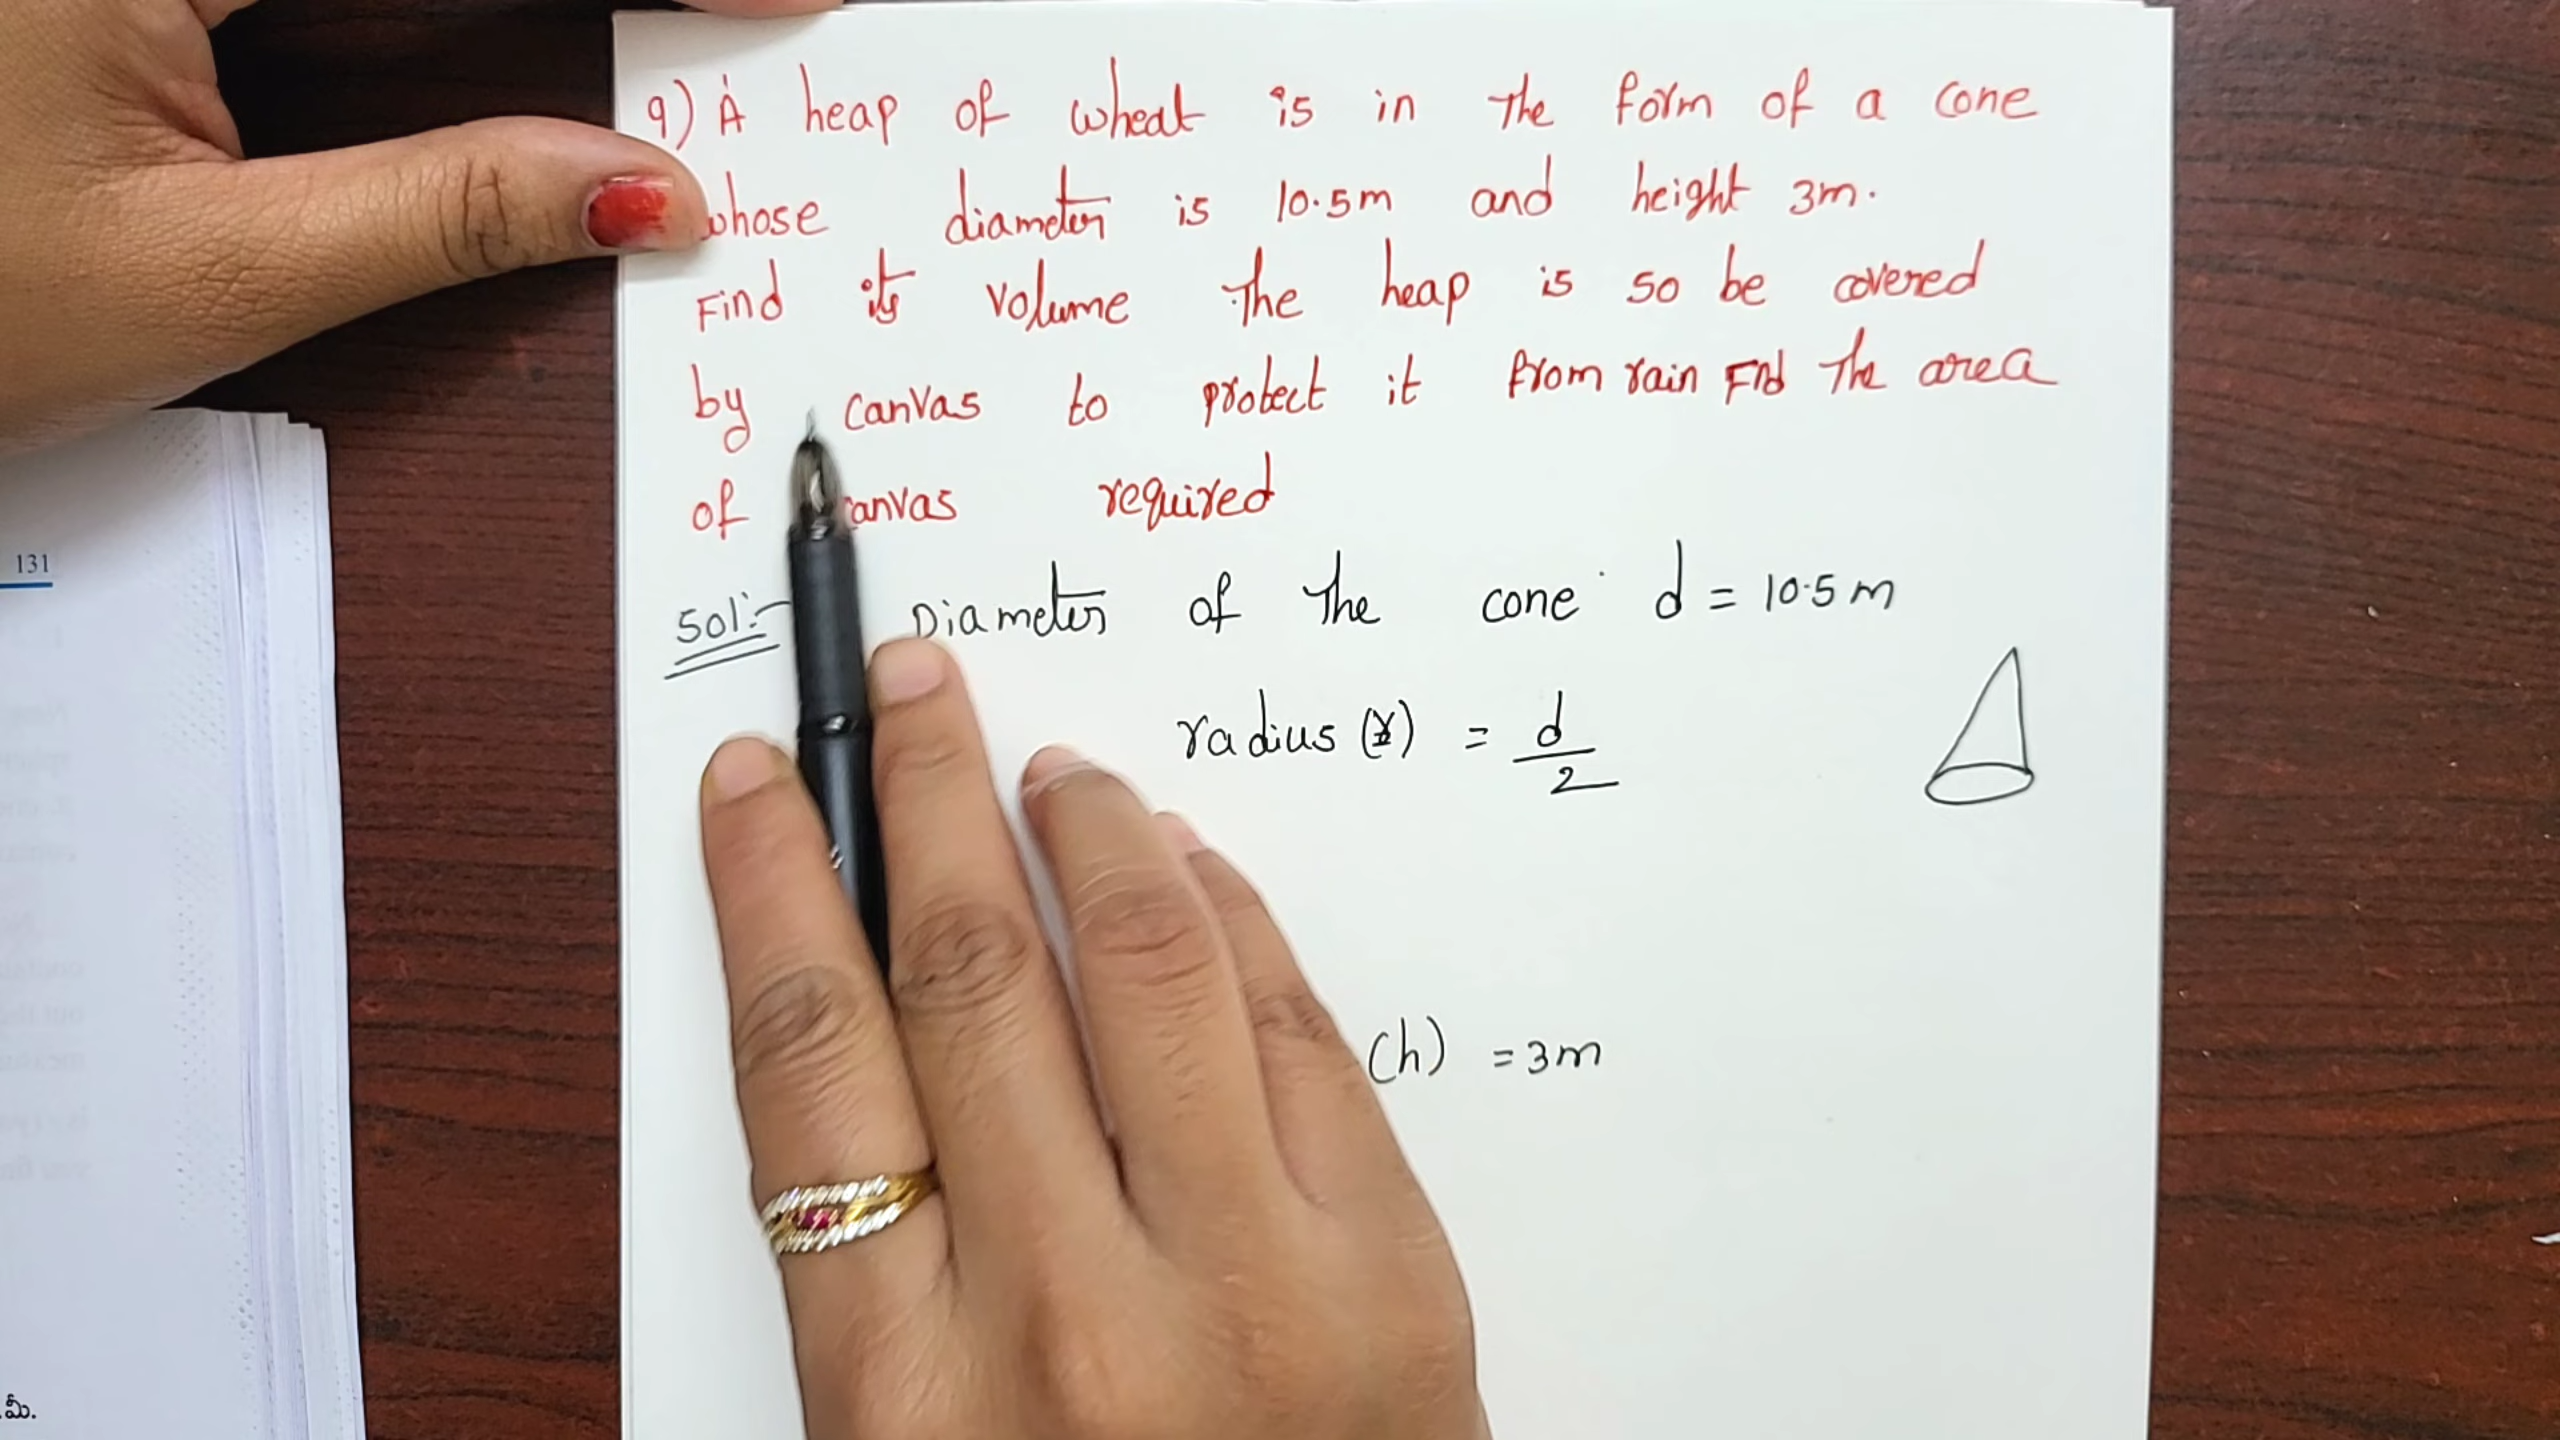 131
9) A heap of wheat is in the form of a cone
whose diameter is 10.5m and height 3m.
Find its volume The heap is so be covered
by canvas to protect it from rain Find the area
of canvas required
Sol:- Diameter of the cone d = 10.5 m
radius (r) = d
2
(h) = 3m
.మీ.